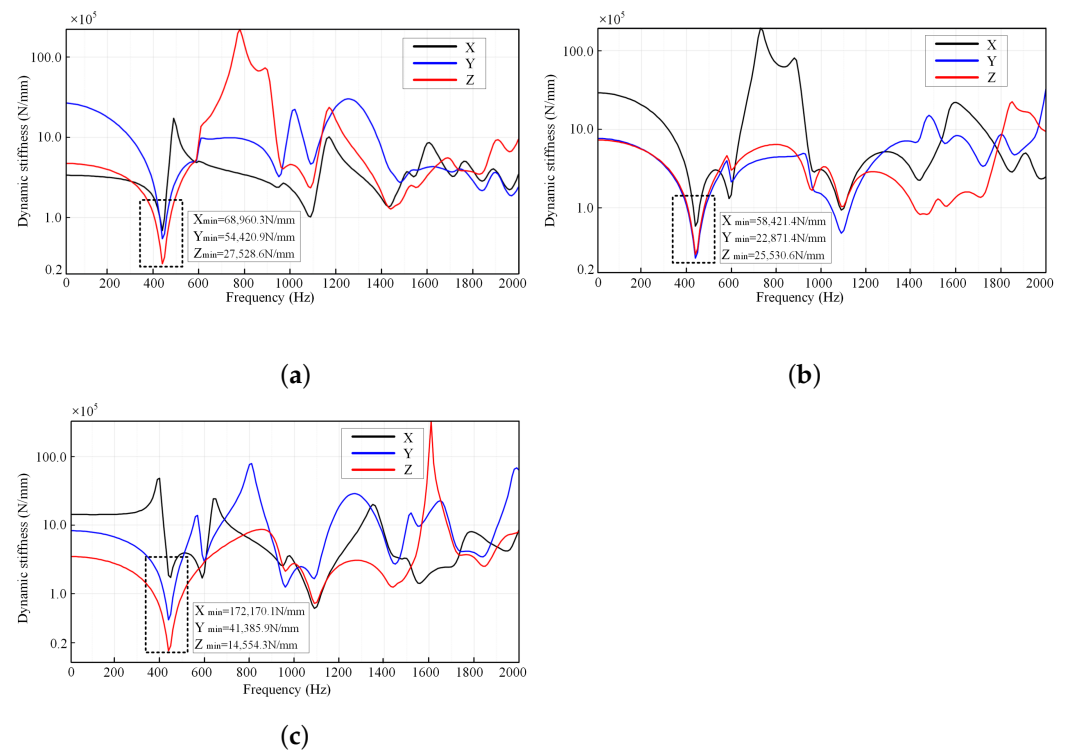 ×10⁵
Dynamic stiffness (N/mm)
100.0
10.0
1.0
0.2
0 200 400 600 800 1000 1200 1400 1600 1800 2000
Frequency (Hz)
X
Y
Z
Xmin=68,960.3N/mm
Ymin=54,420.9N/mm
Zmin=27,528.6N/mm
(a)
×10⁵
Dynamic stiffness (N/mm)
100.0
10.0
1.0
0.2
0 200 400 600 800 1000 1200 1400 1600 1800 2000
Frequency (Hz)
X
Y
Z
X min=58,421.4N/mm
Y min=22,871.4N/mm
Z min=25,530.6N/mm
(b)
×10⁵
Dynamic stiffness (N/mm)
100.0
10.0
1.0
0.2
0 200 400 600 800 1000 1200 1400 1600 1800 2000
Frequency (Hz)
X
Y
Z
X min=172,170.1N/mm
Y min=41,385.9N/mm
Z min=14,554.3N/mm
(c)